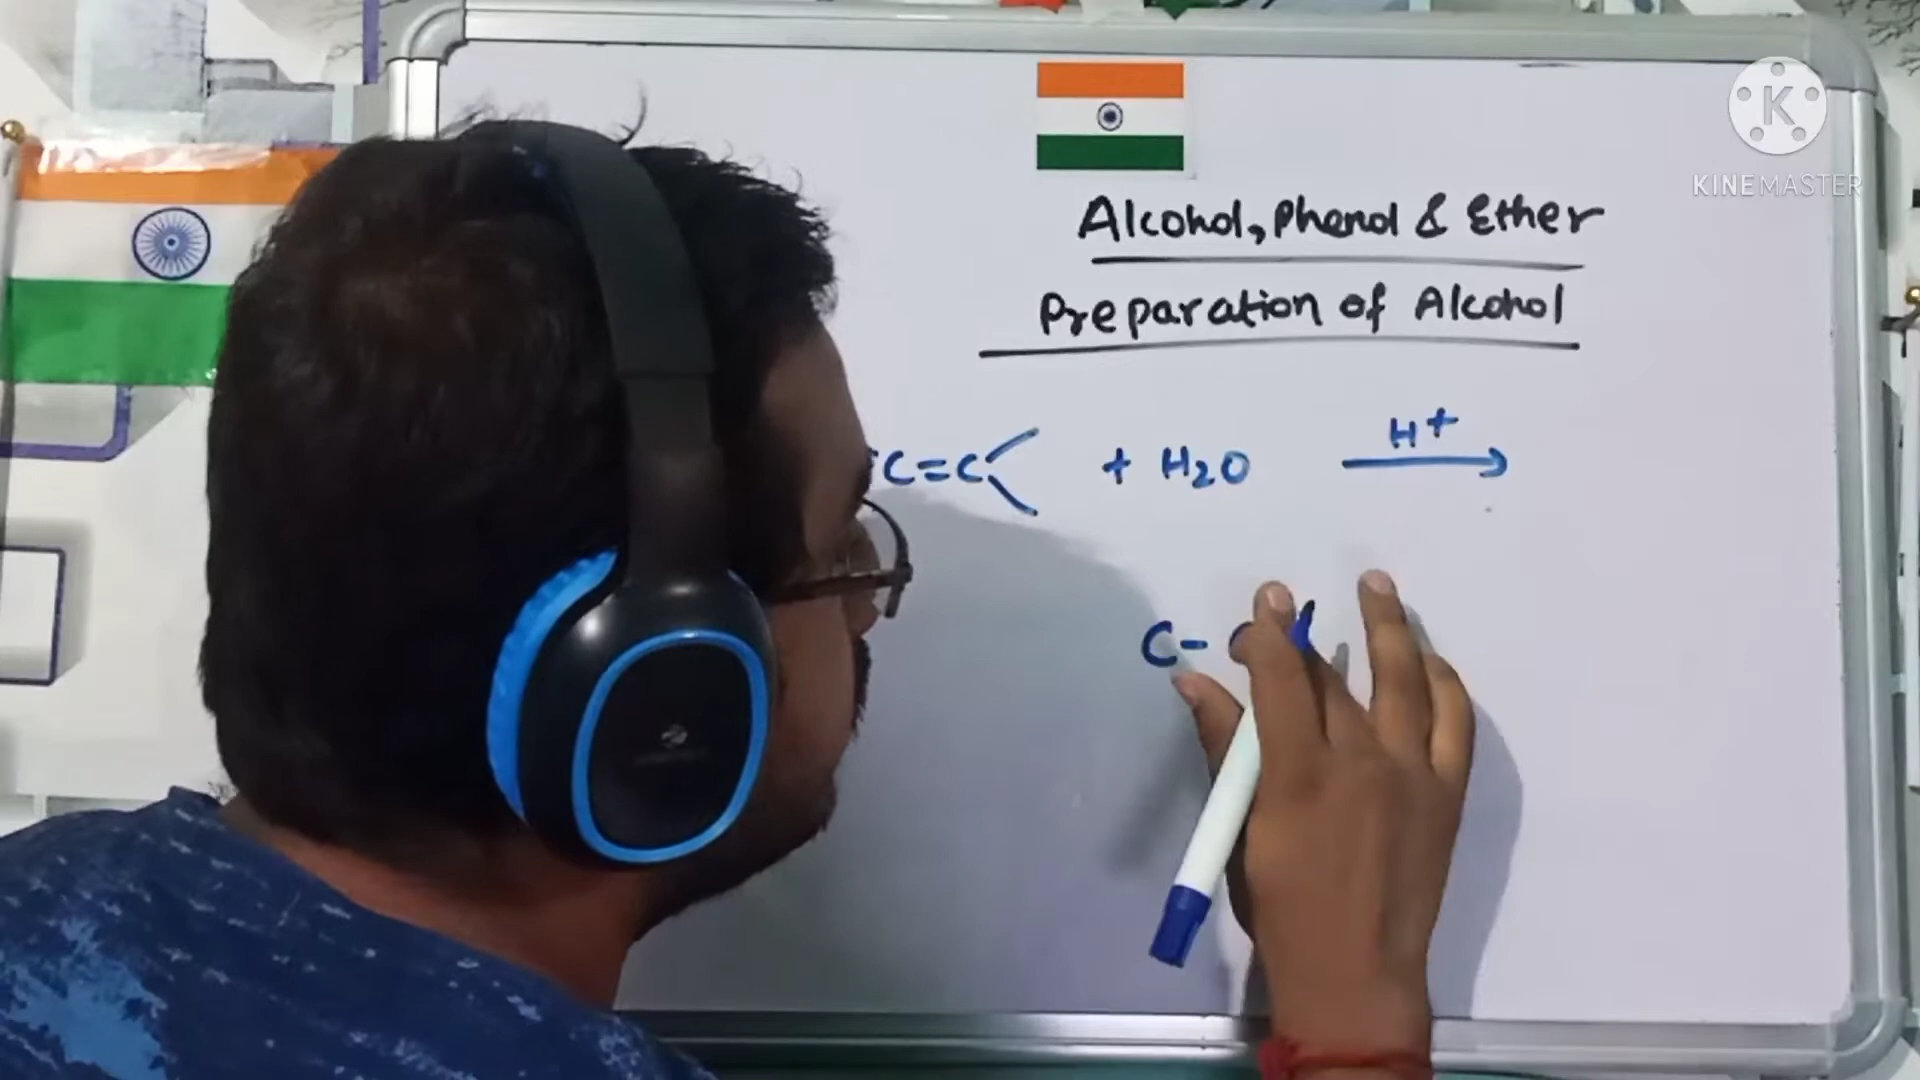 Alcohol, Phenol & Ether
Preparation of Alcohol
C=C + H2O H+
C-
K
KINEMASTER